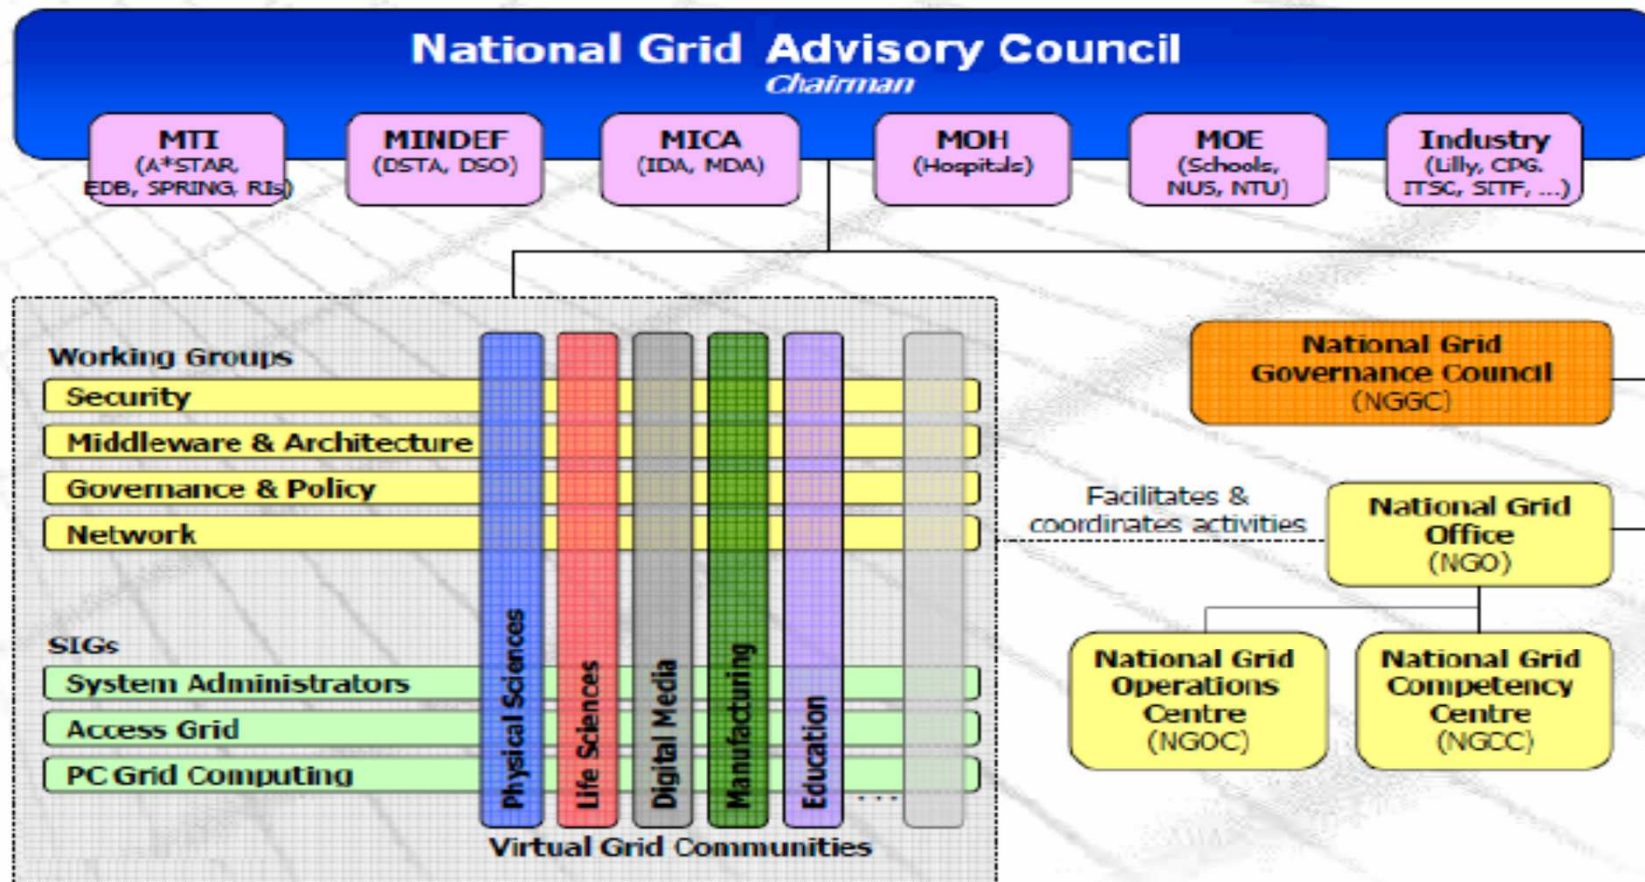 National Grid Advisory Council
Chairman
MTI
(A*STAR,
EDB, SPRING, RIs)
MINDEF
(DSTA, DSO)
MICA
(IDA, MDA)
MOH
(Hospitals)
MOE
(Schools,
NUS, NTU)
Industry
(Lilly, CPG.
ITSC, SITF, ...)
Working Groups
Security
Middleware & Architecture
Governance & Policy
Network
SIGs
System Administrators
Access Grid
PC Grid Computing
Physical Sciences
Life Sciences
Digital Media
Manufacturing
Education
...
Virtual Grid Communities
National Grid
Governance Council
(NGGC)
Facilitates &
coordinates activities
National Grid
Office
(NGO)
National Grid
Operations
Centre
(NGOC)
National Grid
Competency
Centre
(NGCC)